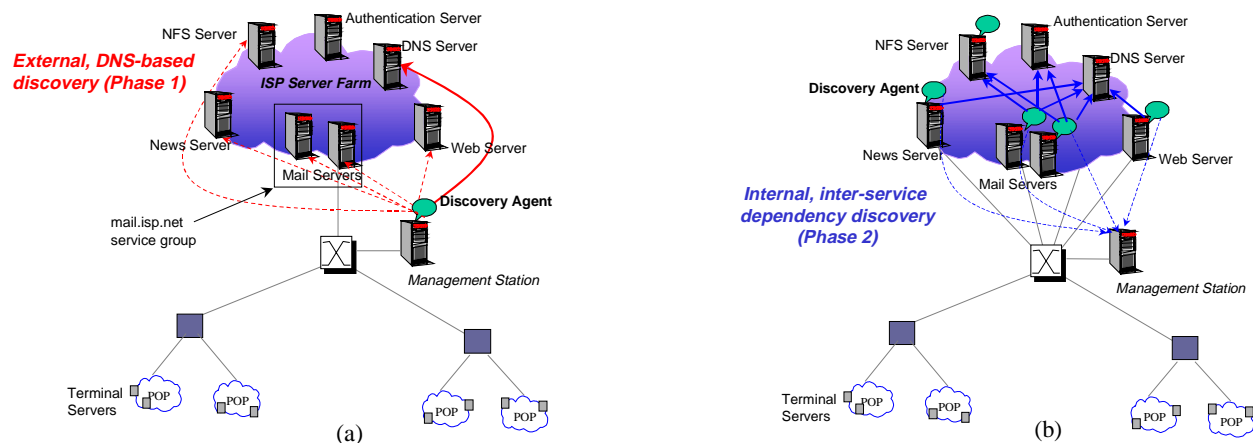 Authentication Server
NFS Server
DNS Server
External, DNS-based
discovery (Phase 1)
ISP Server Farm
News Server
Web Server
Mail Servers
Discovery Agent
mail.isp.net
service group
Management Station
Terminal
Servers
POP
POP
POP
POP
(a)
Authentication Server
NFS Server
DNS Server
Discovery Agent
News Server
Web Server
Mail Servers
Internal, inter-service
dependency discovery
(Phase 2)
Management Station
Terminal
Servers
POP
POP
POP
POP
(b)